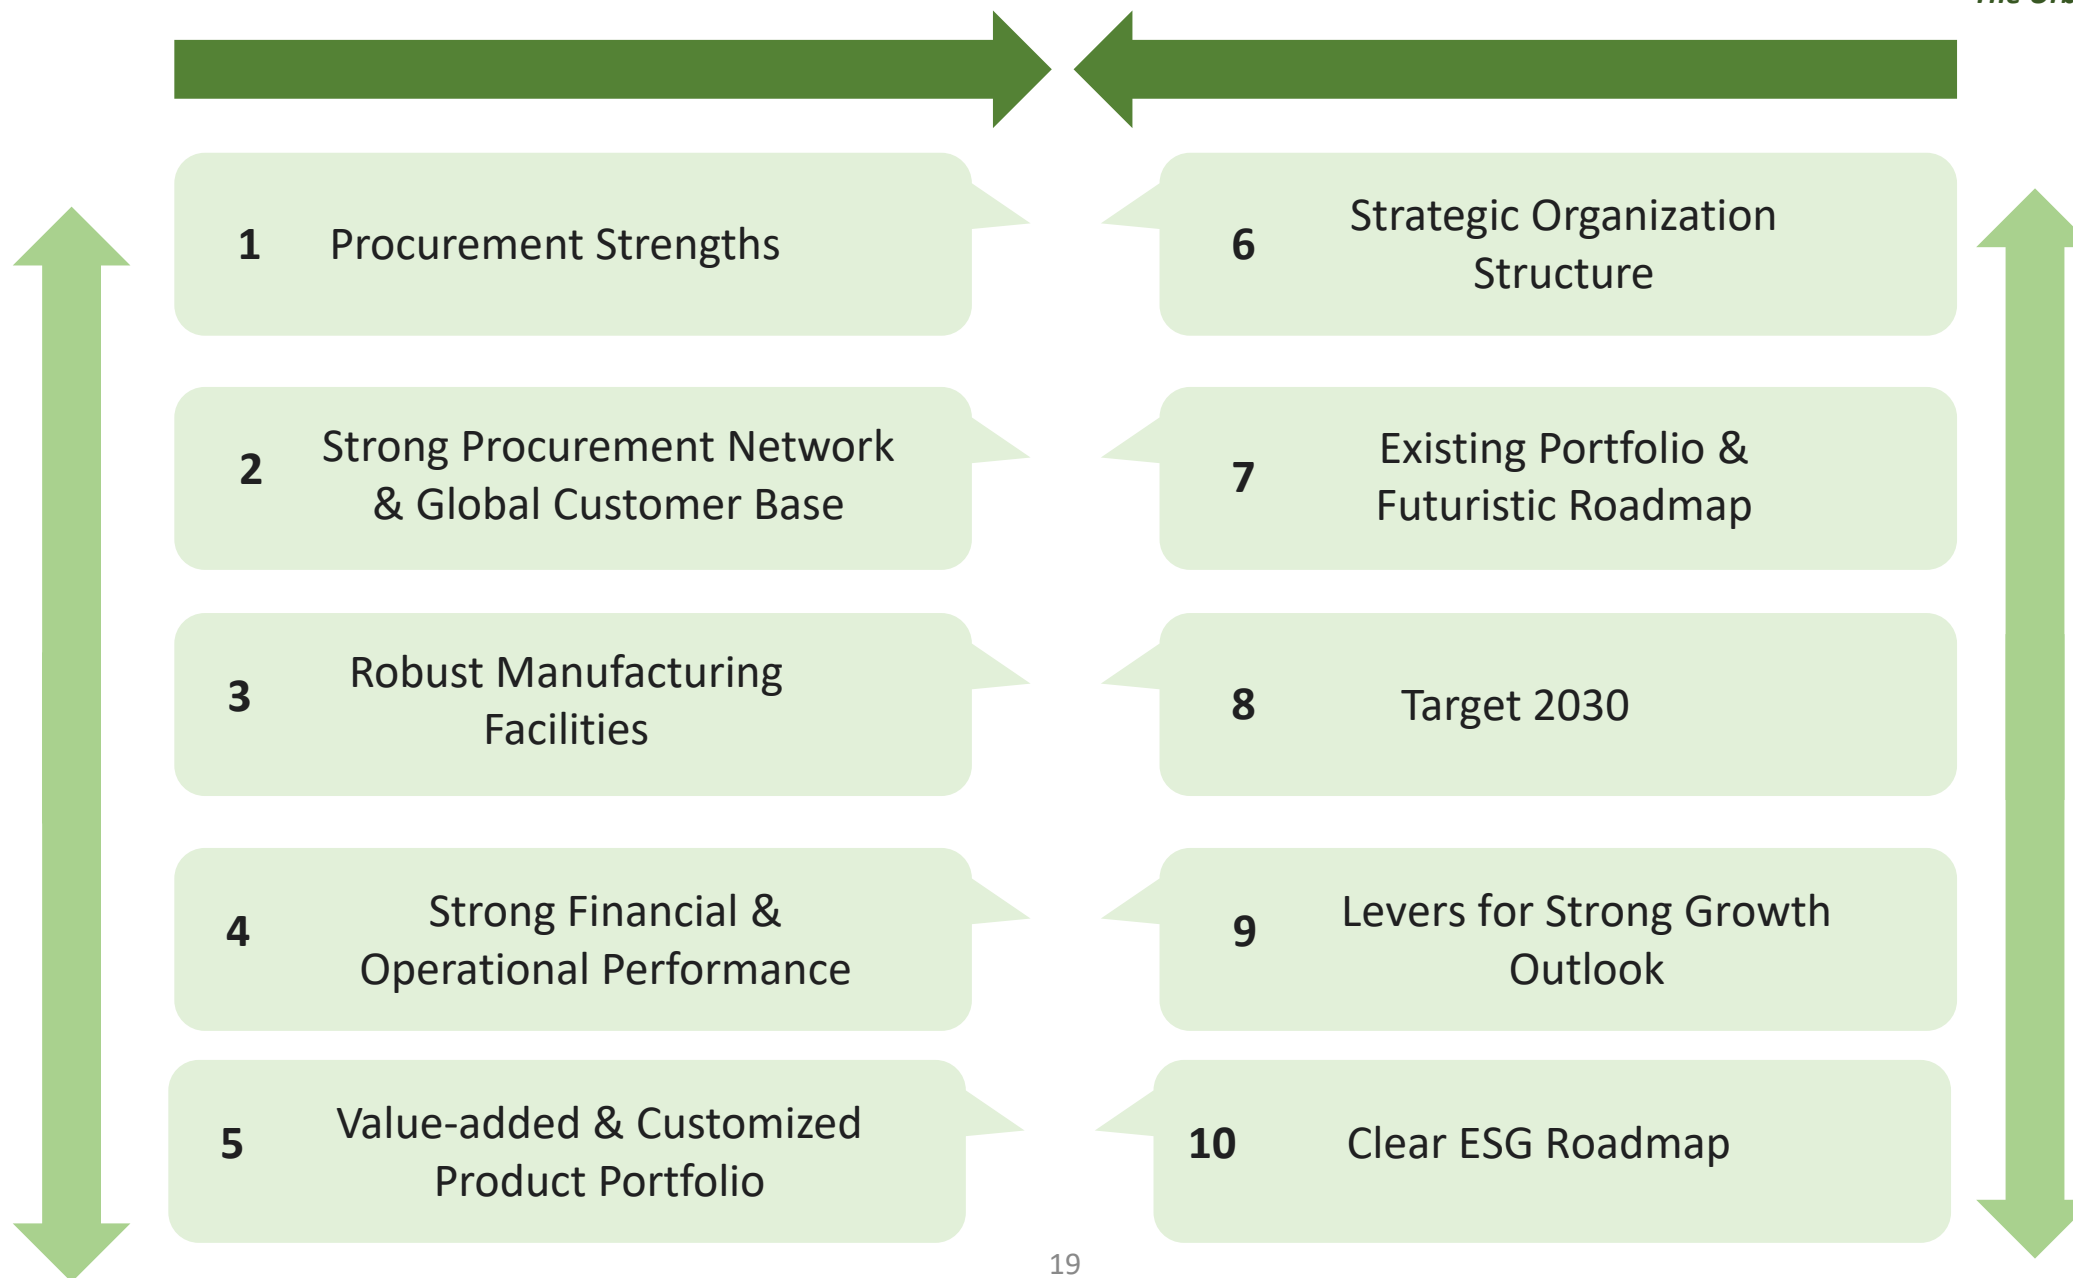 The
1
Procurement Strengths
2
Strong Procurement Network
& Global Customer Base
3
Robust Manufacturing
Facilities
4
Strong Financial &
Operational Performance
5
Value-added & Customized
Product Portfolio
6
Strategic Organization
Structure
7
Existing Portfolio &
Futuristic Roadmap
8
Target 2030
9
Levers for Strong Growth
Outlook
10
Clear ESG Roadmap
19